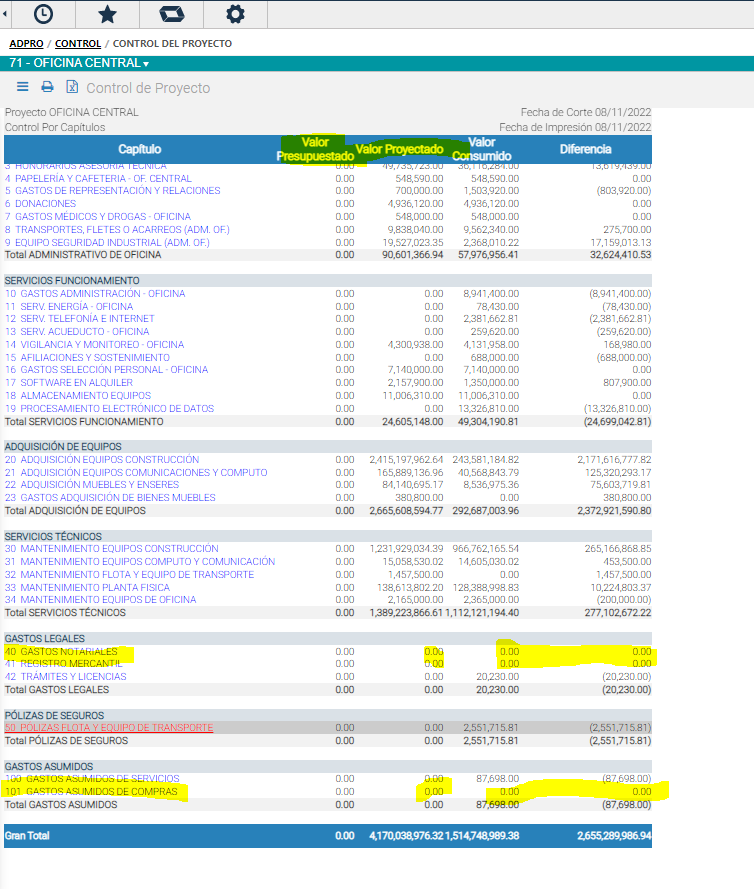 ADPRO / CONTROL / CONTROL DEL PROYECTO
71 - OFICINA CENTRAL
Control de Proyecto
Proyecto OFICINA CENTRAL Fecha de Corte 08/11/2022
Control Por Capítulos Fecha de Impresión 08/11/2022
Capítulo Valor Presupuestado Valor Proyectado Valor Consumido Diferencia
3 HONORARIOS ASESORIA TECNICA 0.00 49,735,723.00 36,116,284.00 13,619,439.00
4 PAPELERÍA Y CAFETERIA - OF. CENTRAL 0.00 548,590.00 548,590.00 0.00
5 GASTOS DE REPRESENTACIÓN Y RELACIONES 0.00 700,000.00 1,503,920.00 (803,920.00)
6 DONACIONES 0.00 4,936,120.00 4,936,120.00 0.00
7 GASTOS MÉDICOS Y DROGAS - OFICINA 0.00 548,000.00 548,000.00 0.00
8 TRANSPORTES, FLETES O ACARREOS (ADM. OF.) 0.00 9,838,040.00 9,562,340.00 275,700.00
9 EQUIPO SEGURIDAD INDUSTRIAL (ADM. OF.) 0.00 19,527,023.35 2,368,010.22 17,159,013.13
Total ADMINISTRATIVO DE OFICINA 0.00 90,601,366.94 57,976,956.41 32,624,410.53
SERVICIOS FUNCIONAMIENTO
10 GASTOS ADMINISTRACIÓN - OFICINA 0.00 0.00 8,941,400.00 (8,941,400.00)
11 SERV. ENERGÍA - OFICINA 0.00 0.00 78,430.00 (78,430.00)
12 SERV. TELEFONÍA E INTERNET 0.00 0.00 2,381,662.81 (2,381,662.81)
13 SERV. ACUEDUCTO - OFICINA 0.00 0.00 259,620.00 (259,620.00)
14 VIGILANCIA Y MONITOREO - OFICINA 0.00 4,300,938.00 4,131,958.00 168,980.00
15 AFILIACIONES Y SOSTENIMIENTO 0.00 0.00 688,000.00 (688,000.00)
16 GASTOS SELECCIÓN PERSONAL - OFICINA 0.00 7,140,000.00 7,140,000.00 0.00
17 SOFTWARE EN ALQUILER 0.00 2,157,900.00 1,350,000.00 807,900.00
18 ALMACENAMIENTO EQUIPOS 0.00 11,006,310.00 11,006,310.00 0.00
19 PROCESAMIENTO ELECTRÓNICO DE DATOS 0.00 0.00 13,326,810.00 (13,326,810.00)
Total SERVICIOS FUNCIONAMIENTO 0.00 24,605,148.00 49,304,190.81 (24,699,042.81)
ADQUISICIÓN DE EQUIPOS
20 ADQUISICIÓN EQUIPOS CONSTRUCCIÓN 0.00 2,415,197,962.64 243,581,184.82 2,171,616,777.82
21 ADQUISICIÓN EQUIPOS COMUNICACIONES Y COMPUTO 0.00 165,889,136.96 40,568,843.79 125,320,293.17
22 ADQUISICIÓN MUEBLES Y ENSERES 0.00 84,140,695.17 8,536,975.36 75,603,719.81
23 GASTOS ADQUISICIÓN DE BIENES MUEBLES 0.00 380,800.00 0.00 380,800.00
Total ADQUISICIÓN DE EQUIPOS 0.00 2,665,608,594.77 292,687,003.96 2,372,921,590.80
SERVICIOS TÉCNICOS
30 MANTENIMIENTO EQUIPOS CONSTRUCCIÓN 0.00 1,231,929,034.39 966,762,165.54 265,166,868.85
31 MANTENIMIENTO EQUIPOS COMPUTO Y COMUNICACIÓN 0.00 15,058,530.02 14,605,030.02 453,500.00
32 MANTENIMIENTO FLOTA Y EQUIPO DE TRANSPORTE 0.00 1,457,500.00 0.00 1,457,500.00
33 MANTENIMIENTO PLANTA FISICA 0.00 138,613,802.20 128,388,998.83 10,224,803.37
34 MANTENIMIENTO EQUIPOS DE OFICINA 0.00 2,165,000.00 2,365,000.00 (200,000.00)
Total SERVICIOS TÉCNICOS 0.00 1,389,223,866.61 1,112,121,194.40 277,102,672.22
GASTOS LEGALES
40 GASTOS NOTARIALES 0.00 0.00 0.00 0.00
41 REGISTRO MERCANTIL 0.00 0.00 0.00 0.00
42 TRÁMITES Y LICENCIAS 0.00 0.00 20,230.00 (20,230.00)
Total GASTOS LEGALES 0.00 0.00 20,230.00 (20,230.00)
PÓLIZAS DE SEGUROS
50 POLIZAS FLOTA Y EQUIPO DE TRANSPORTE 0.00 0.00 2,551,715.81 (2,551,715.81)
Total PÓLIZAS DE SEGUROS 0.00 0.00 2,551,715.81 (2,551,715.81)
GASTOS ASUMIDOS
100 GASTOS ASUMIDOS DE SERVICIOS 0.00 0.00 87,698.00 (87,698.00)
101 GASTOS ASUMIDOS DE COMPRAS 0.00 0.00 0.00 0.00
Total GASTOS ASUMIDOS 0.00 0.00 87,698.00 (87,698.00)
Gran Total 0.00 4,170,038,976.32 1,514,748,989.38 2,655,289,986.94